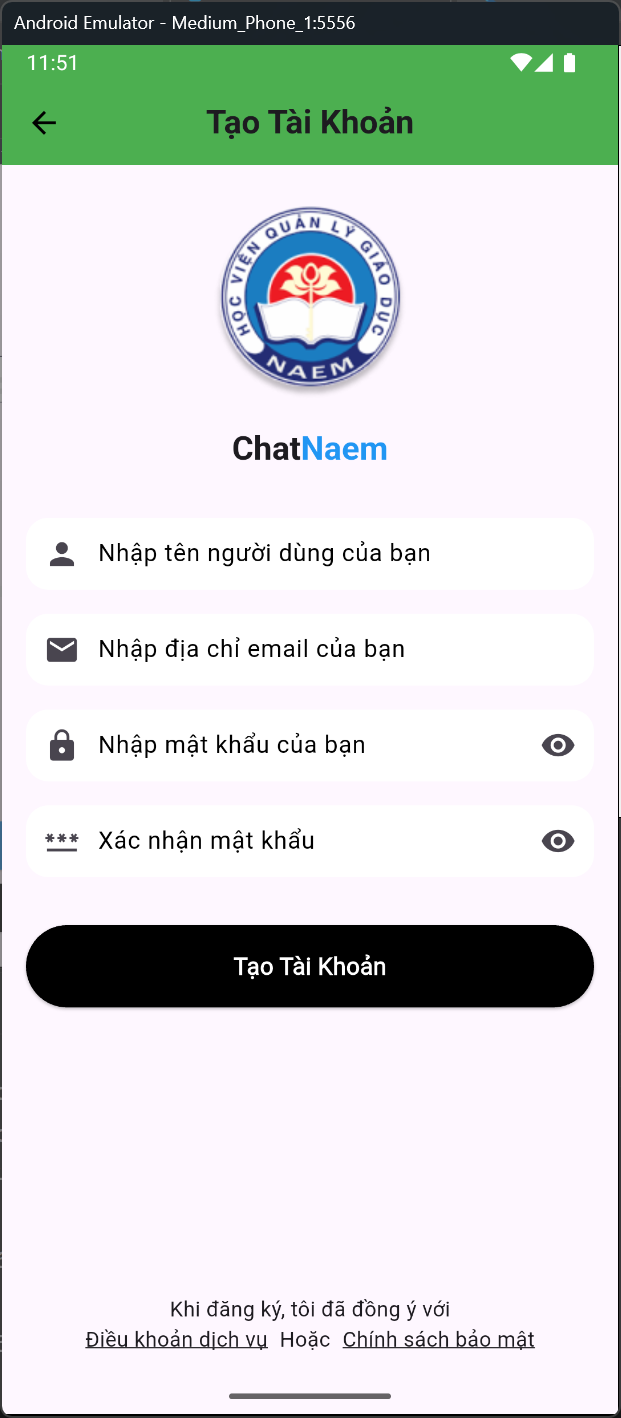 Android Emulator - Medium_Phone_1:5556
11:51
Tạo Tài Khoản
HỌC VIỆN QUẢN LÝ GIÁO DỤC
NAEM
ChatNaem
Nhập tên người dùng của bạn
Nhập địa chỉ email của bạn
Nhập mật khẩu của bạn
Xác nhận mật khẩu
Tạo Tài Khoản
Khi đăng ký, tôi đã đồng ý với
Điều khoản dịch vụ Hoặc Chính sách bảo mật